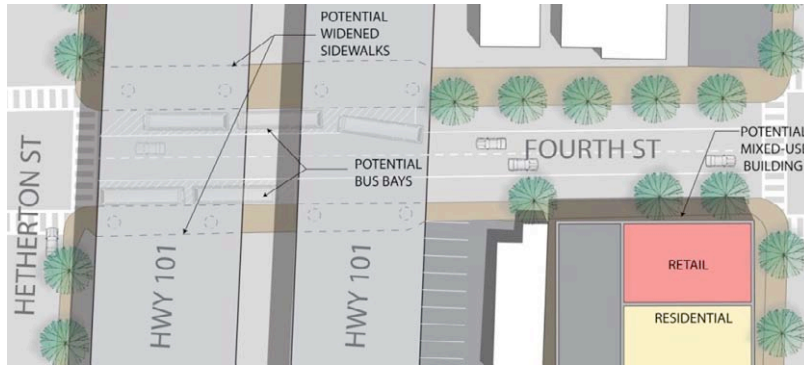 POTENTIAL
WIDENED
SIDEWALKS
HETHERTON ST
HWY 101
HWY 101
POTENTIAL
BUS BAYS
FOURTH ST
POTENTIAL
MIXED-USE
BUILDING
RETAIL
RESIDENTIAL